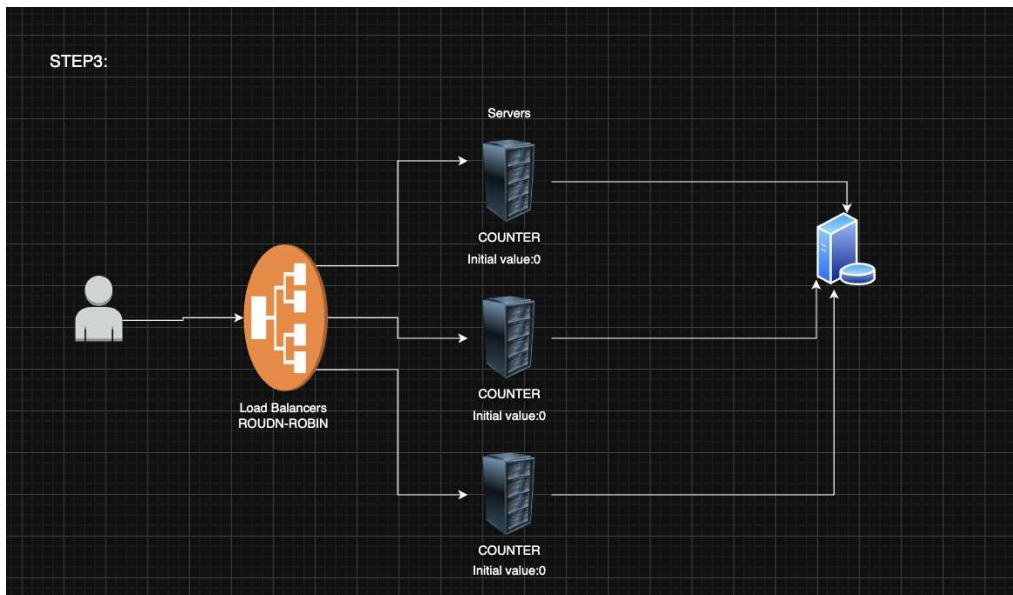 STEP3:
Servers
COUNTER
Initial value:0
COUNTER
Initial value:0
Load Balancers
ROUDN-ROBIN
COUNTER
Initial value:0